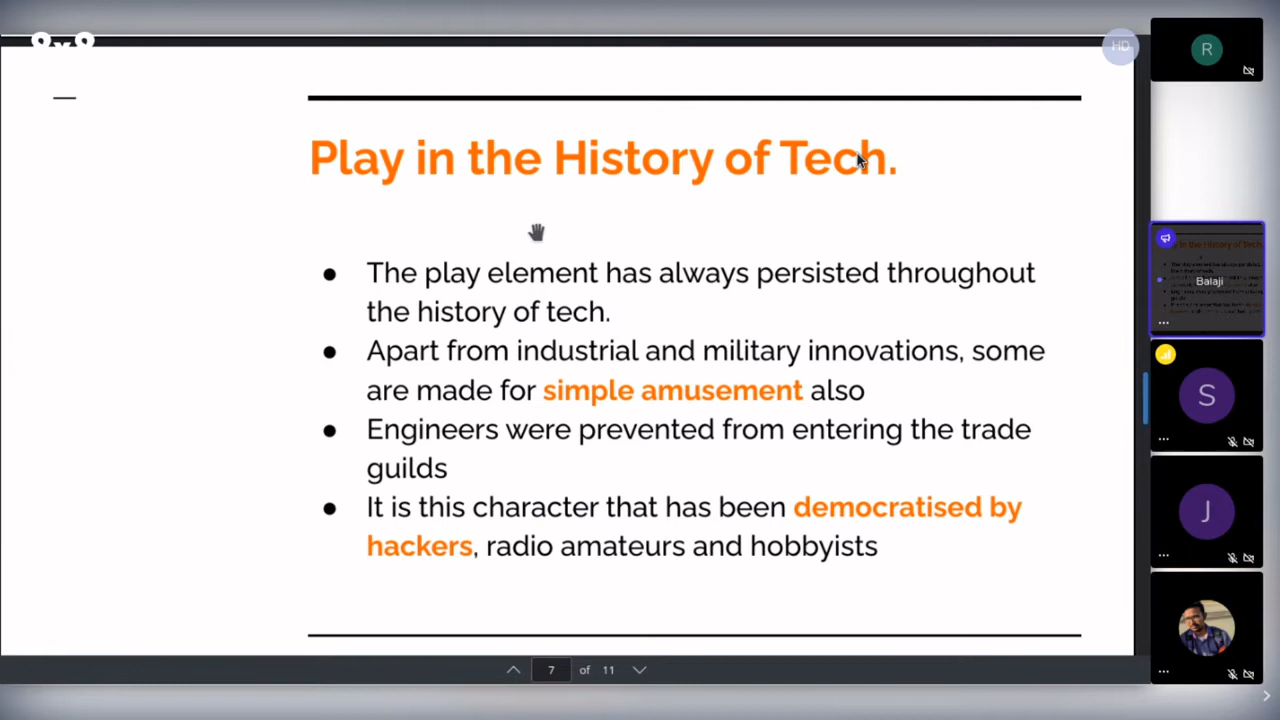 8x8
HD
R
Play in the History of Tech.
● The play element has always persisted throughout
the history of tech.
● Apart from industrial and military innovations, some
are made for simple amusement also
● Engineers were prevented from entering the trade
guilds
● It is this character that has been democratised by
hackers, radio amateurs and hobbyists
Balaji
S
J
7 of 11